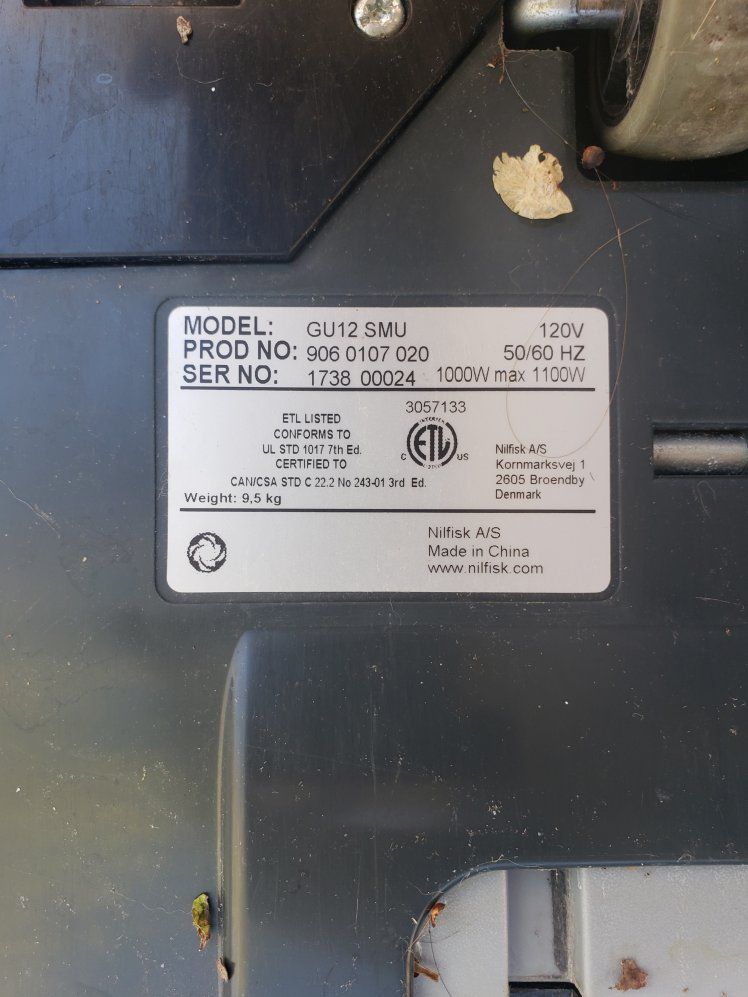 MODEL: GU12 SMU 120V
PROD NO: 906 0107 020 50/60 HZ
SER NO: 1738 00024 1000W max 1100W
3057133
ETL LISTED
CONFORMS TO
UL STD 1017 7th Ed.
CERTIFIED TO
CAN/CSA STD C 22.2 No 243-01 3rd Ed.
Weight: 9,5 kg
ETL
C US
Nilfisk A/S
Kornmarksvej 1
2605 Broendby
Denmark
Nilfisk A/S
Made in China
www.nilfisk.com